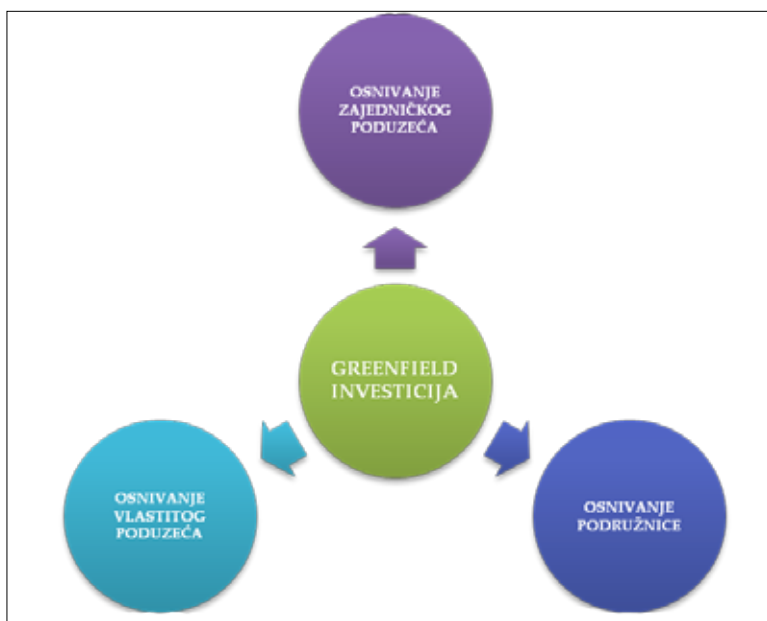 OSNIVANJE
ZAJEDNIČKOG
PODUZEĆA
GREENFIELD
INVESTICIJA
OSNIVANJE
VLASTITOG
PODUZEĆA
OSNIVANJE
PODRUŽNICE